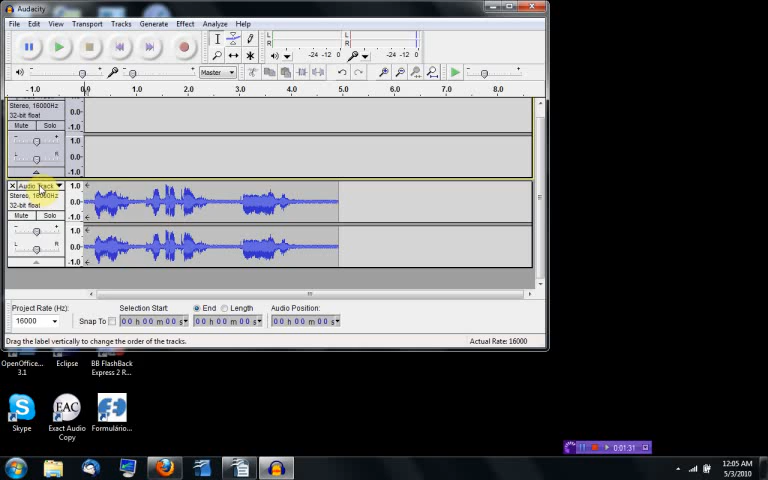 Audacity
File Edit View Transport Tracks Generate Effect Analyze Help
L
R
-24 -12 0
L
R
-24 -12 0
Master
-1.0 0.0 1.0 2.0 3.0 4.0 5.0 6.0 7.0 8.0
Stereo, 16000Hz
32-bit float
Mute Solo
0.0
-1.0
- +
L R
1.0
0.0
-1.0
X Audio Track
Stereo, 16000Hz
32-bit float
Mute Solo
- +
L R
1.0
0.0
-1.0
1.0
0.0
-1.0
Project Rate (Hz):
Selection Start: End Length Audio Position:
16000 Snap To 00 h 00 m 00 s 00 h 00 m 00 s 00 h 00 m 00 s
Drag the label vertically to change the order of the tracks. Actual Rate: 16000
OpenOffice... 3.1
Eclipse
BB FlashBack Express 2 R...
Skype
EAC
Exact Audio Copy
Formulário...
0:01:31
12:05 AM
5/3/2010